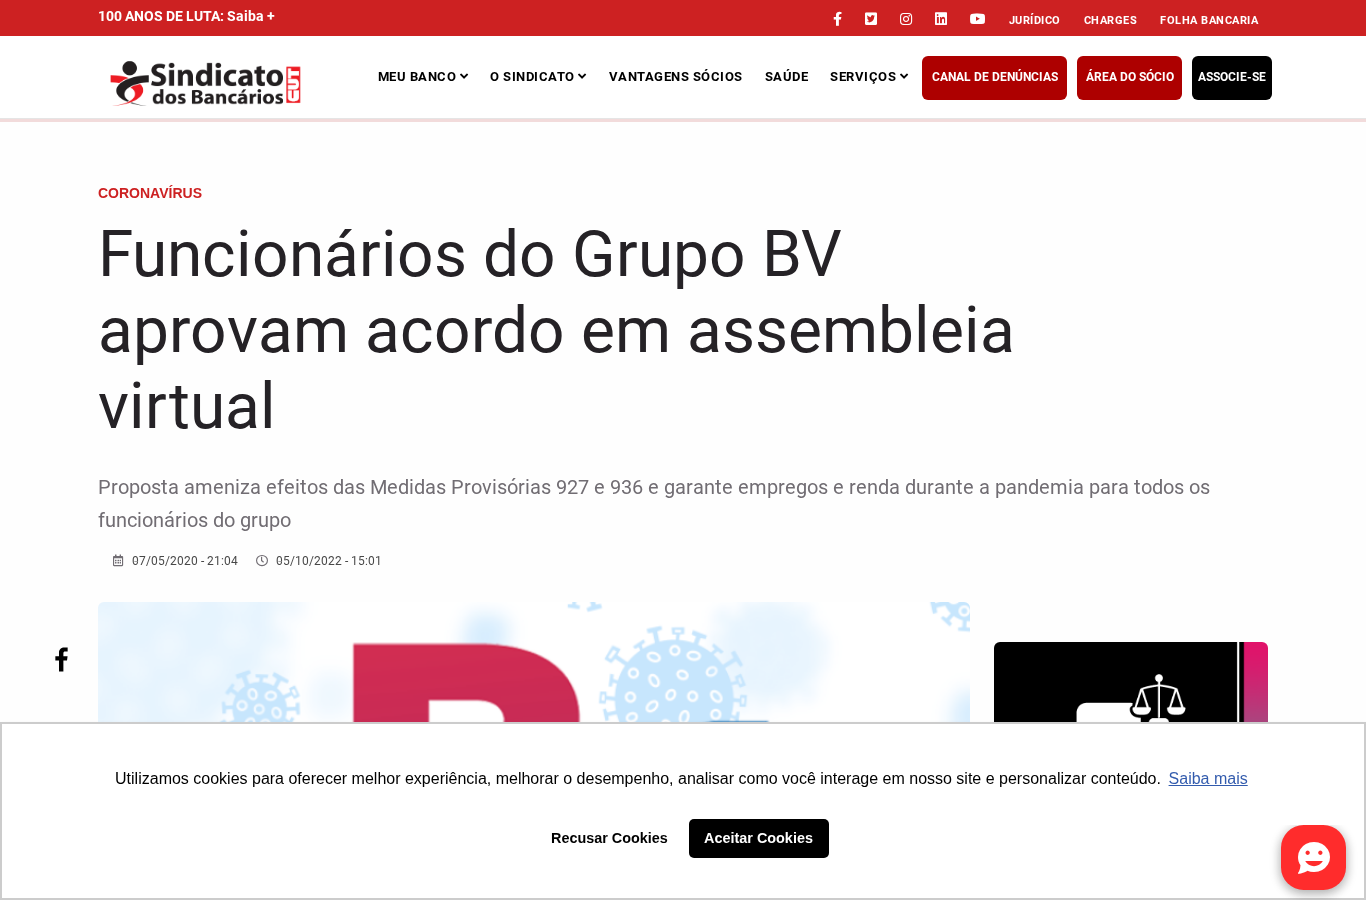 100 ANOS DE LUTA: Saiba +
JURÍDICO CHARGES FOLHA BANCARIA
Sindicato
dos Bancários
CUT
MEU BANCO O SINDICATO VANTAGENS SÓCIOS SAÚDE SERVIÇOS CANAL DE DENÚNCIAS ÁREA DO SÓCIO ASSOCIE-SE
CORONAVÍRUS
Funcionários do Grupo BV
aprovam acordo em assembleia
virtual
Proposta ameniza efeitos das Medidas Provisórias 927 e 936 e garante empregos e renda durante a pandemia para todos os
funcionários do grupo
07/05/2020 - 21:04 05/10/2022 - 15:01
Utilizamos cookies para oferecer melhor experiência, melhorar o desempenho, analisar como você interage em nosso site e personalizar conteúdo. Saiba mais
Recusar Cookies Aceitar Cookies